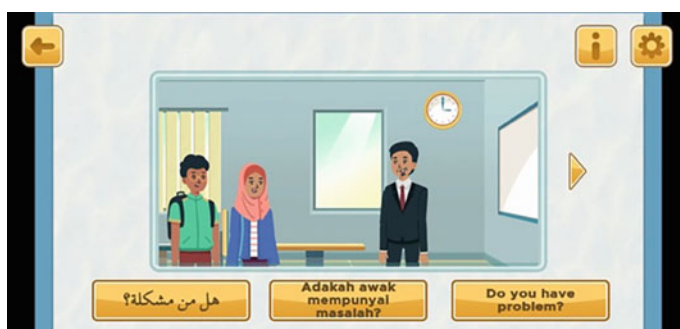 هل من مشكلة؟
Adakah awak
mempunyai
masalah?
Do you have
problem?